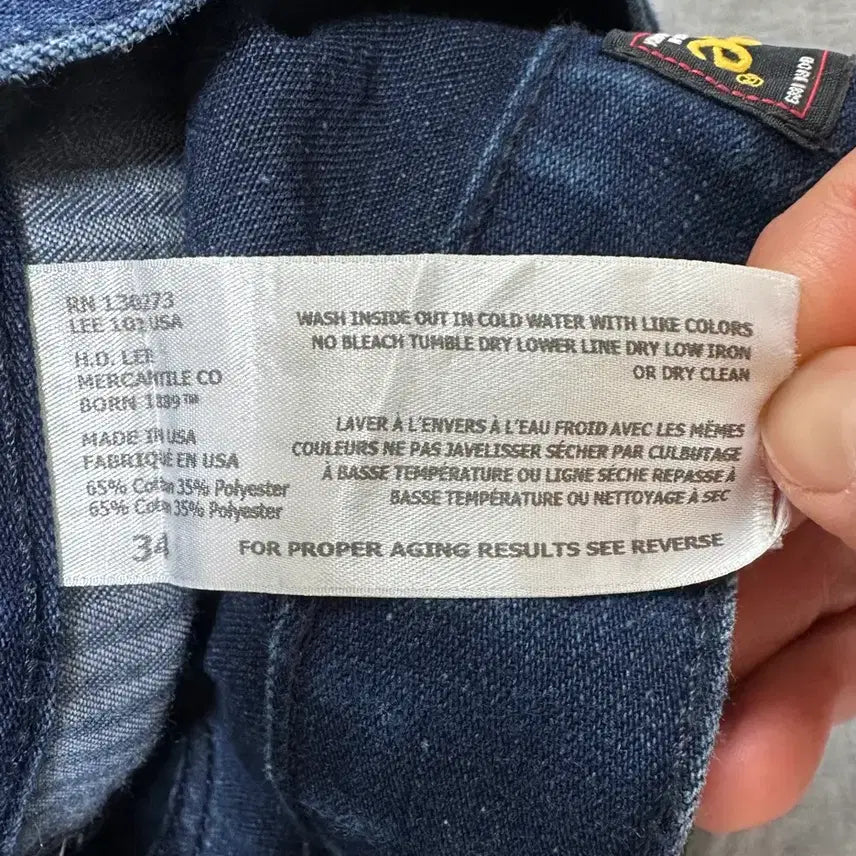 RN 130273
LEE 101 USA
H.D. LEE
MERCANTILE CO
BORN 1889™
MADE IN USA
FABRIQUÉ EN USA
65% Cotton 35% Polyester
65% Cotton 35% Polyester
34
WASH INSIDE OUT IN COLD WATER WITH LIKE COLORS
NO BLEACH TUMBLE DRY LOWER LINE DRY LOW IRON
OR DRY CLEAN
LAVER À L'ENVERS À L'EAU FROID AVEC LES MÊMES
COULEURS NE PAS JAVELISSER SÉCHER PAR CULBUTAGE
À BASSE TEMPÉRATURE OU LIGNE SÈCHE REPASSE À
BASSE TEMPÉRATURE OU NETTOYAGE À SEC
FOR PROPER AGING RESULTS SEE REVERSE